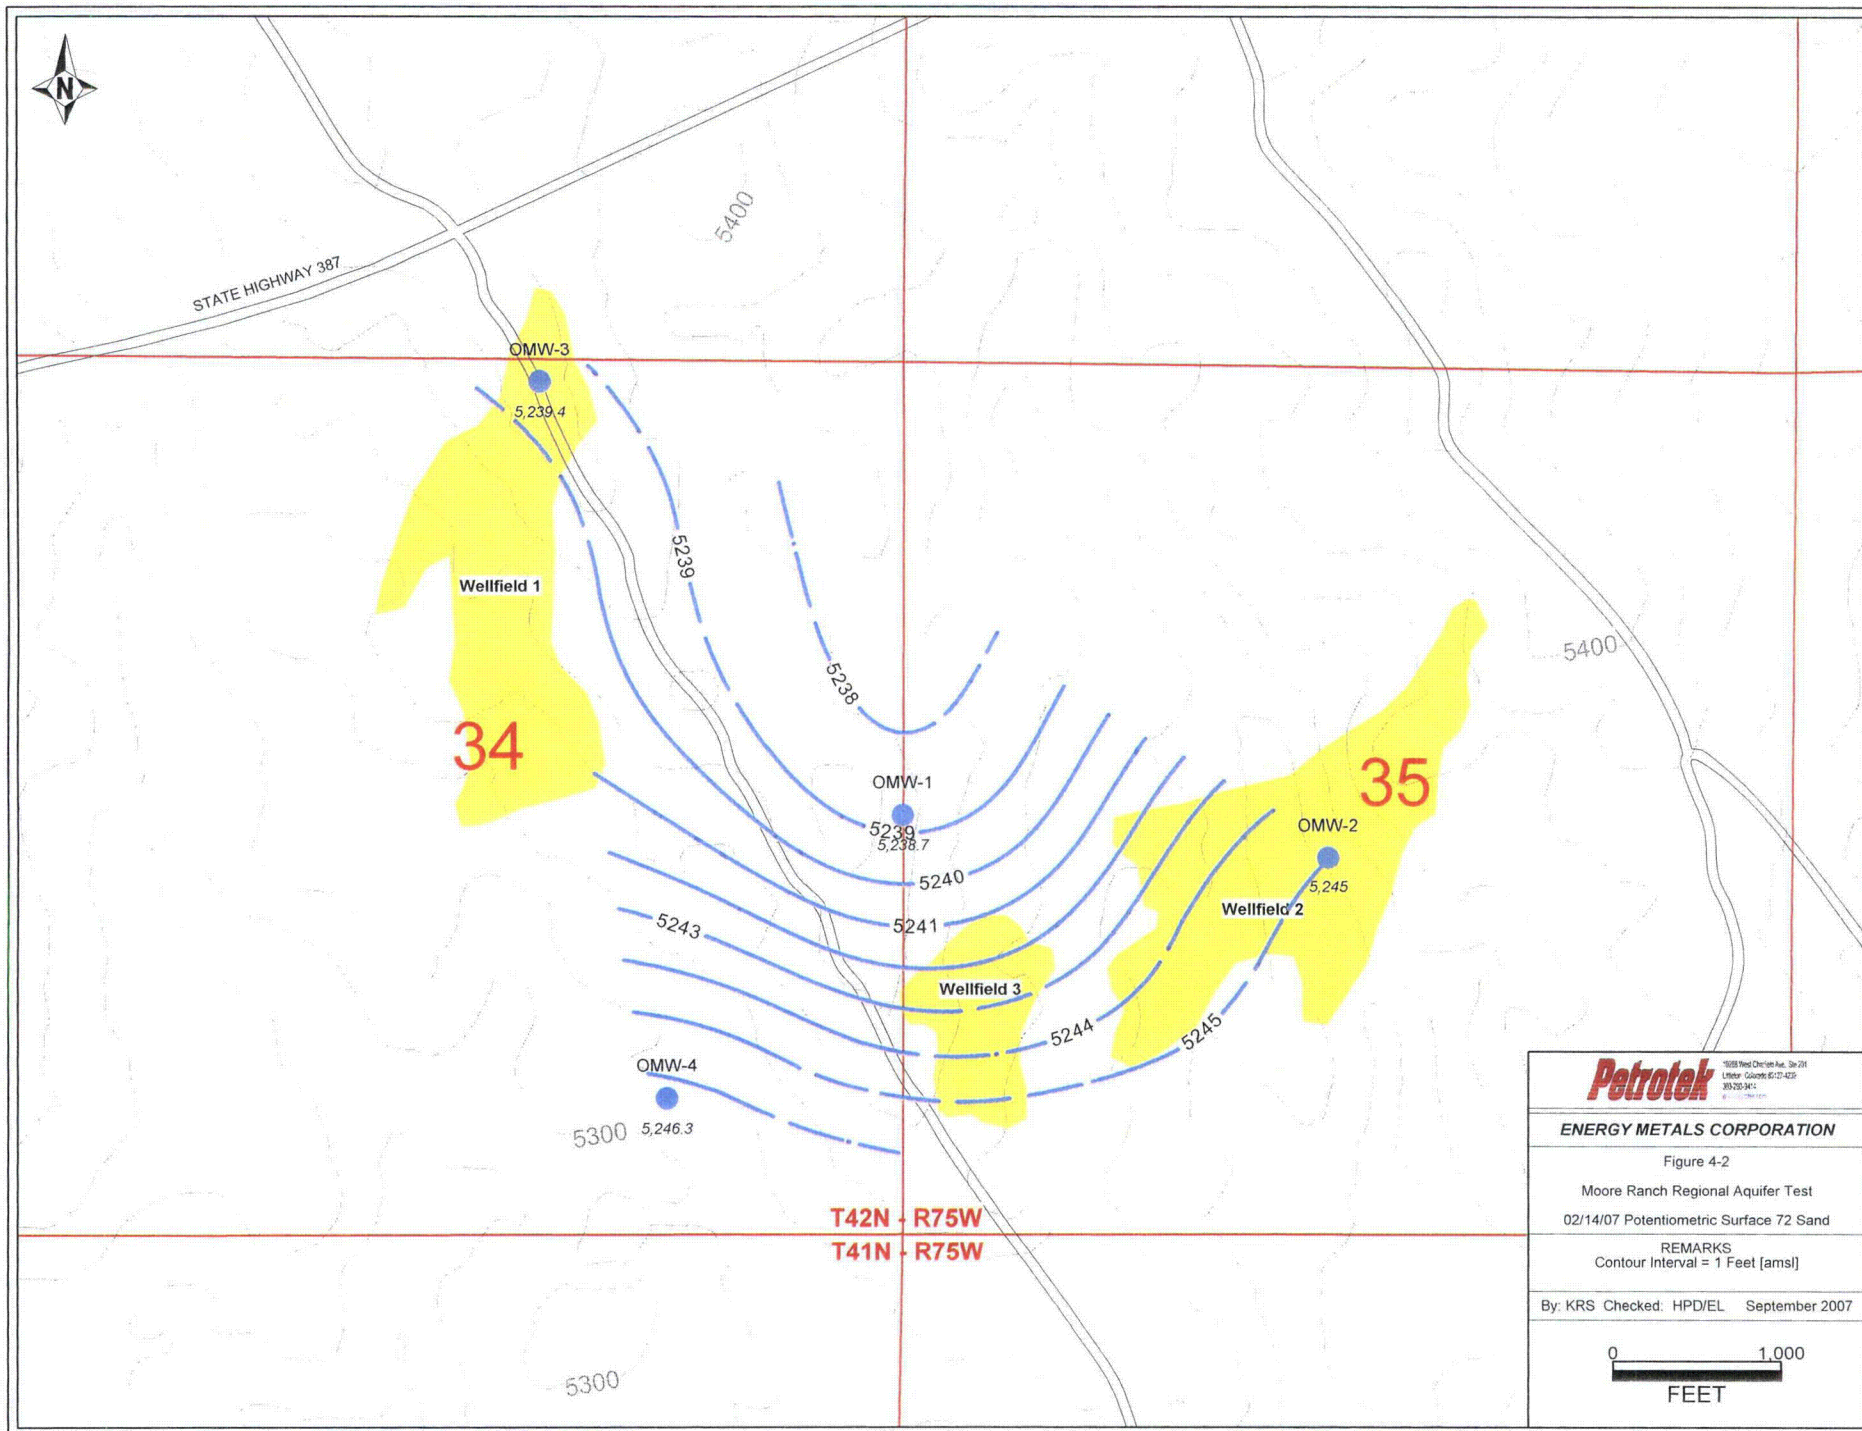 N
5400
STATE HIGHWAY 387
OMW-3
5,239.4
5239
Wellfield 1
5238
5400
34
OMW-1
5239
5,238.7
35
OMW-2
5,245
5240
Wellfield 2
5241
5243
Wellfield 3
5244
5245
OMW-4
5,246.3
5300
T42N - R75W
T41N - R75W
5300
Petrotek
ENERGY METALS CORPORATION
Figure 4-2
Moore Ranch Regional Aquifer Test
02/14/07 Potentiometric Surface 72 Sand
REMARKS
Contour Interval = 1 Feet [amsl]
By: KRS Checked: HPD/EL September 2007
0 1,000
FEET